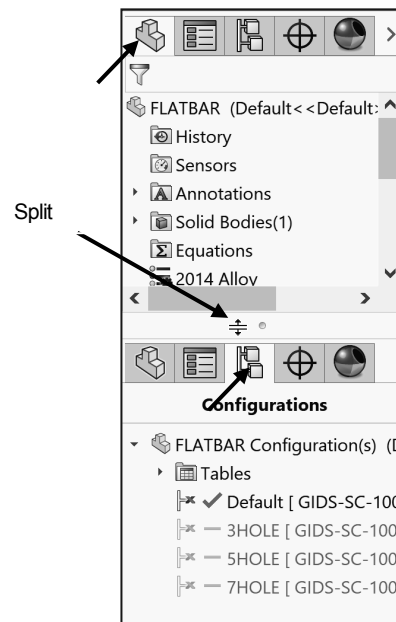 FLATBAR (Default<<Default
History
Sensors
Annotations
Split
Solid Bodies(1)
Equations
2014 Alloy
Configurations
FLATBAR Configuration(s) (D
Tables
Default [ GIDS-SC-100
3HOLE [ GIDS-SC-100
5HOLE [ GIDS-SC-100
7HOLE [ GIDS-SC-100